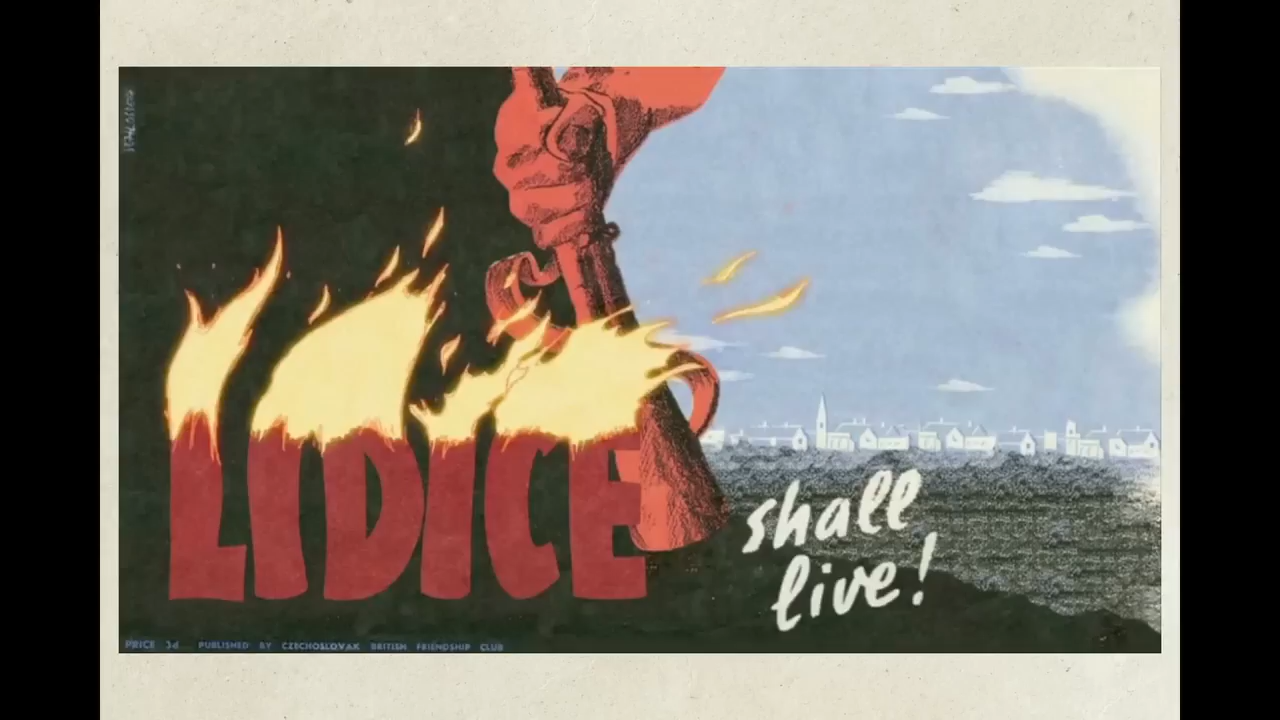 LIDICE
shall
live!
PRICE 3d PUBLISHED BY CZECHOSLOVAK BRITISH FRIENDSHIP CLUB